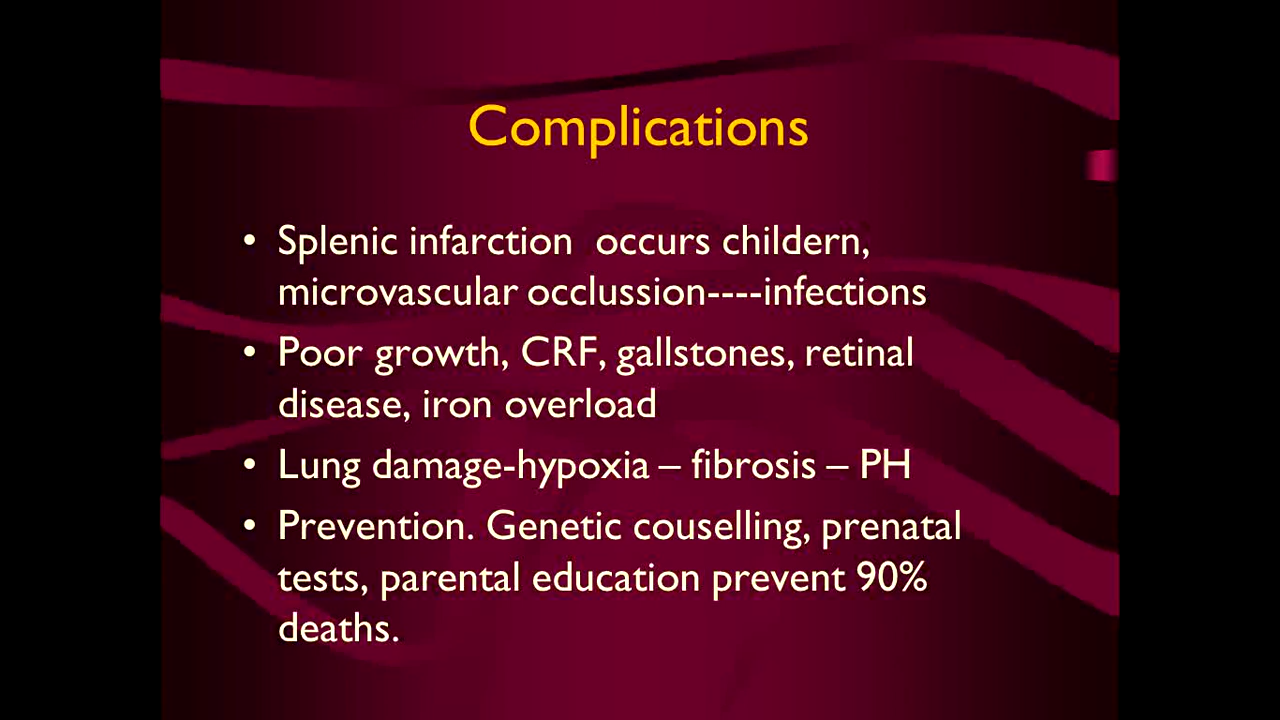 Complications
• Splenic infarction  occurs childern,
microvascular occlussion----infections
• Poor growth, CRF, gallstones, retinal
disease, iron overload
• Lung damage-hypoxia – fibrosis – PH
• Prevention. Genetic couselling, prenatal
tests, parental education prevent 90%
deaths.